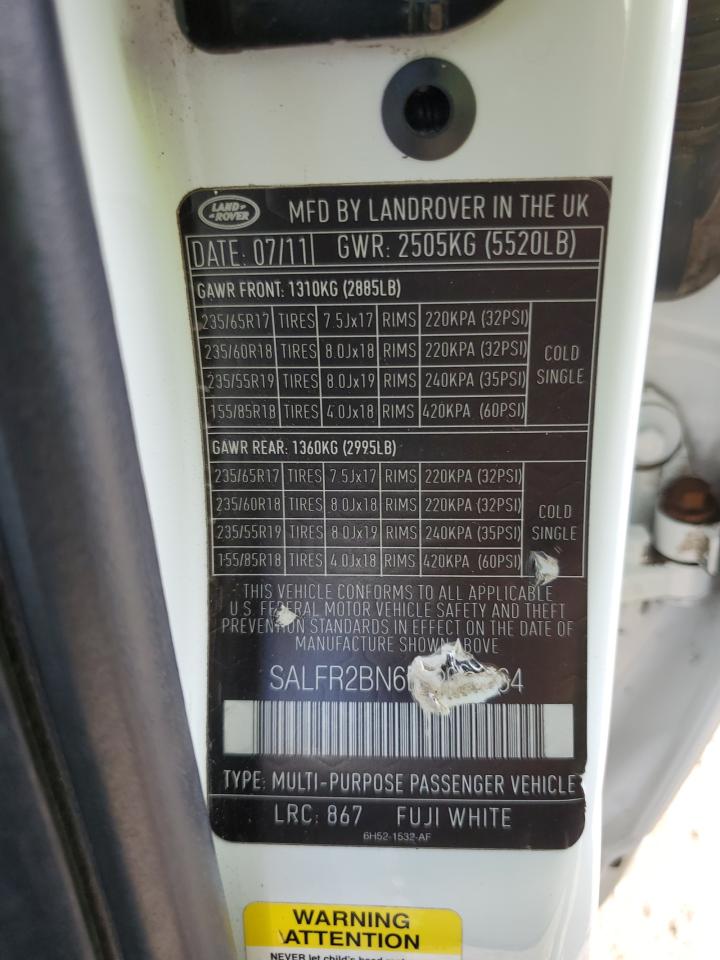 LAND ROVER
MFD BY LANDROVER IN THE UK
DATE: 07/11 GWR: 2505KG (5520LB)
GAWR FRONT: 1310KG (2885LB)
235/65R17 TIRES 7.5Jx17 RIMS 220KPA (32PSI)
235/60R18 TIRES 8.0Jx18 RIMS 220KPA (32PSI)
235/55R19 TIRES 8.0Jx19 RIMS 240KPA (35PSI)
155/85R18 TIRES 4.0Jx18 RIMS 420KPA (60PSI)
COLD
SINGLE
GAWR REAR: 1360KG (2995LB)
235/65R17 TIRES 7.5Jx17 RIMS 220KPA (32PSI)
235/60R18 TIRES 8.0Jx18 RIMS 220KPA (32PSI)
235/55R19 TIRES 8.0Jx19 RIMS 240KPA (35PSI)
155/85R18 TIRES 4.0Jx18 RIMS 420KPA (60PSI)
COLD
SINGLE
THIS VEHICLE CONFORMS TO ALL APPLICABLE
U.S. FEDERAL MOTOR VEHICLE SAFETY AND THEFT
PREVENTION STANDARDS IN EFFECT ON THE DATE OF
MANUFACTURE SHOWN ABOVE
SALFR2BN6
64
TYPE: MULTI-PURPOSE PASSENGER VEHICLE
LRC: 867 FUJI WHITE
6H52-1532-AF
WARNING
ATTENTION
NEVER let child's head